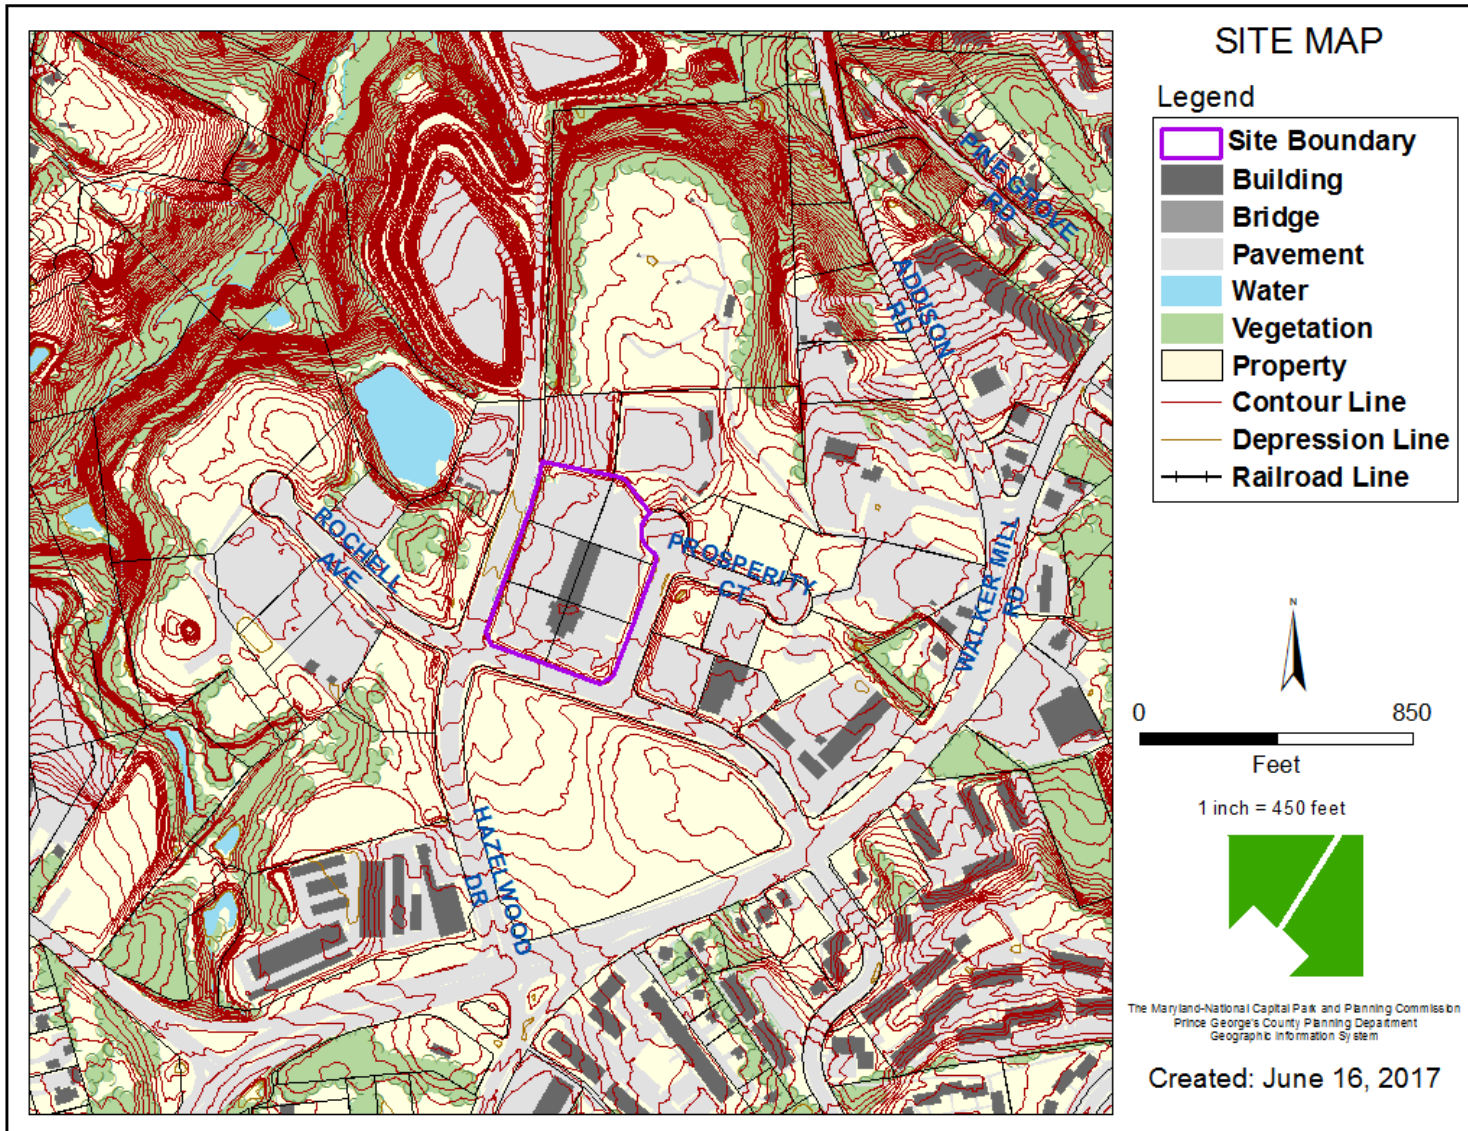 SITE MAP
Legend
Site Boundary
Building
Bridge
Pavement
Water
Vegetation
Property
Contour Line
Depression Line
Railroad Line
PINE GROVE
RD
ADDISON
RD
ROCHELL
AVE
PROSPERITY
CT
WALKER MILL
RD
HAZELWOOD
DR
N
0 850
Feet
1 inch = 450 feet
The Maryland-National Capital Park and Planning Commission
Prince George's County Planning Department
Geographic Information System
Created: June 16, 2017